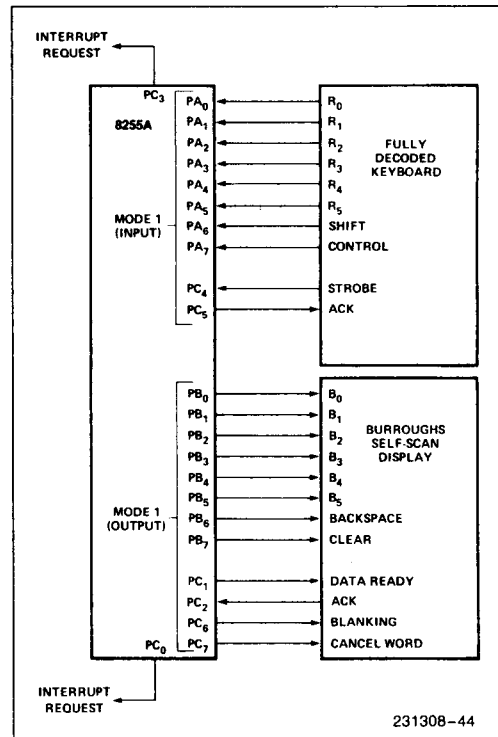 INTERRUPT
REQUEST
PC3
8255A
MODE 1
(INPUT)
PA0
PA1
PA2
PA3
PA4
PA5
PA6
PA7
PC4
PC5
R0
R1
R2
R3
R4
R5
SHIFT
CONTROL
STROBE
ACK
FULLY
DECODED
KEYBOARD
MODE 1
(OUTPUT)
PB0
PB1
PB2
PB3
PB4
PB5
PB6
PB7
PC1
PC2
PC6
PC7
B0
B1
B2
B3
B4
B5
BACKSPACE
CLEAR
DATA READY
ACK
BLANKING
CANCEL WORD
BURROUGHS
SELF-SCAN
DISPLAY
PC0
INTERRUPT
REQUEST
231308-44